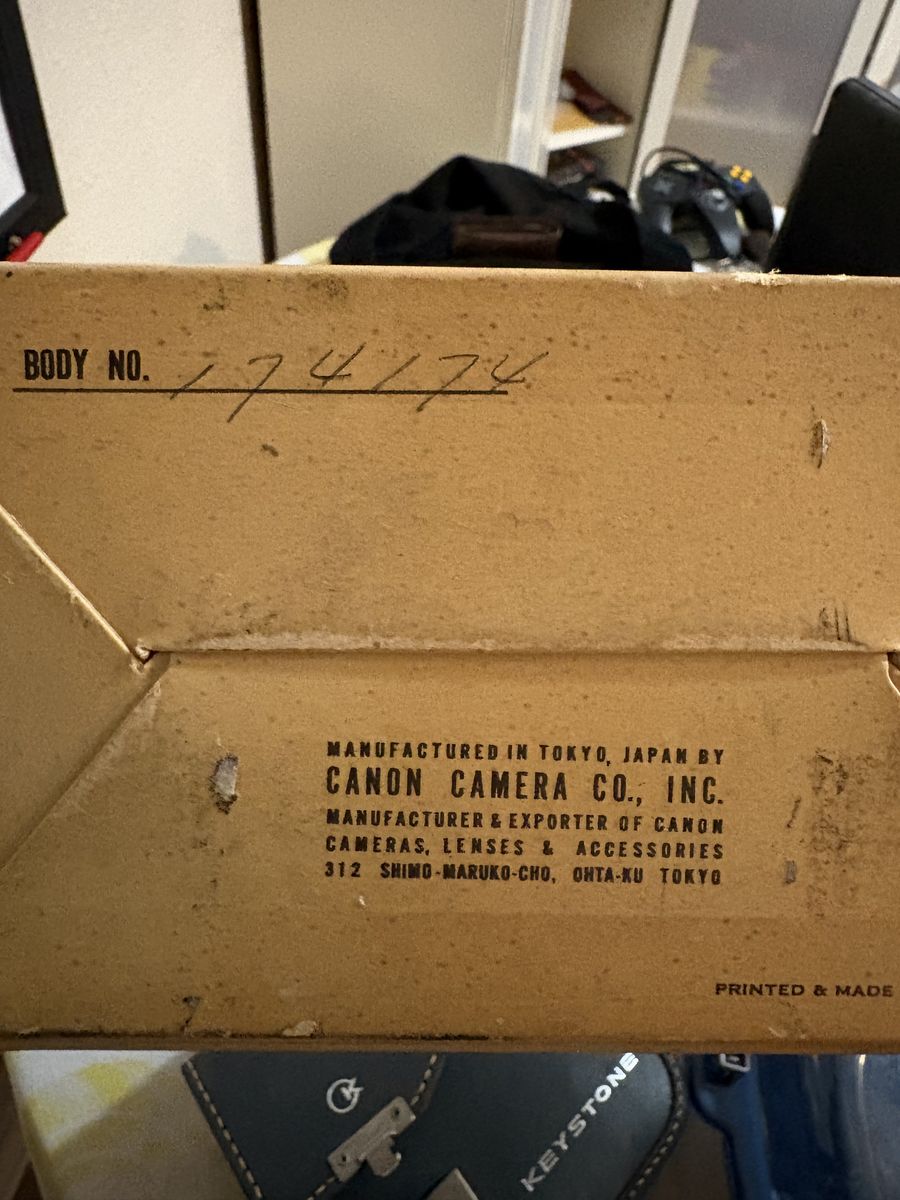 BODY NO. 174174
MANUFACTURED IN TOKYO, JAPAN BY
CANON CAMERA CO., INC.
MANUFACTURER & EXPORTER OF CANON
CAMERAS, LENSES & ACCESSORIES
312 SHIMO-MARUKO-CHO, OHTA-KU TOKYO
PRINTED & MADE
KEYSTONE